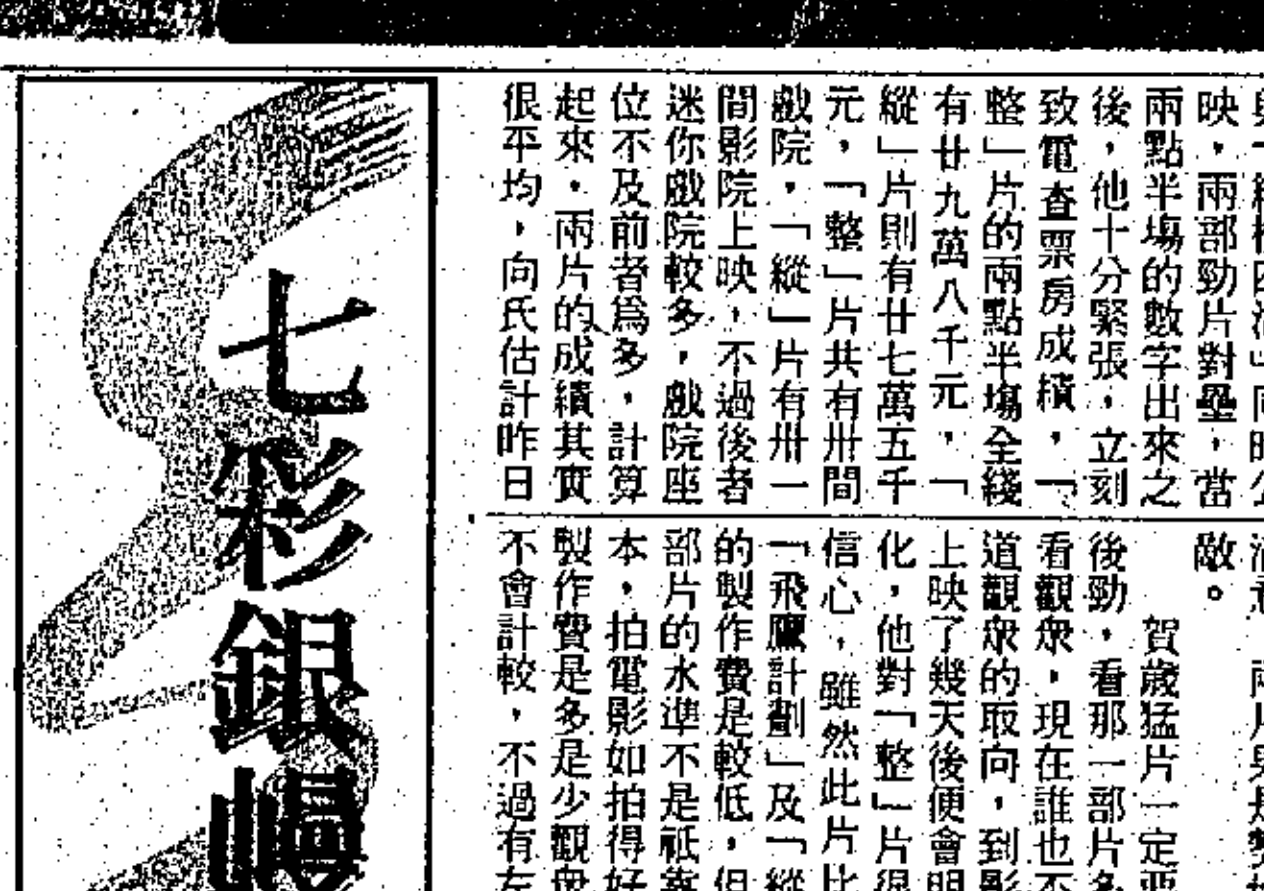 映，兩部勁片對壘，當
兩點半塲的數字出來之
後，他十分緊張，立刻
致電查票房成績，「
整」片的兩點半塲全綫
有廿九萬八千元，「
縱」片則有廿七萬五千
元，「整」片共有卅間
戲院，「縱」片有卅一
間影院上映，不過後者
迷你戲院較多，戲院座
位不及前者爲多，計算
起來，兩片的成績其實
很平均，向氏估計昨日
敵。
賀歲猛片一定要
後勁，看那一部片多
看觀衆，現在誰也不
道觀衆的取向，到影
上映了幾天後便會明
化，他對「整」片很
信心，雖然此片比
「飛鷹計劃」及「縱
的製作費是較低，但
部片的水準不是祇靠
本，拍電影如拍得好
製作費是多是少觀衆
不會計較，不過有左
七彩銀幔